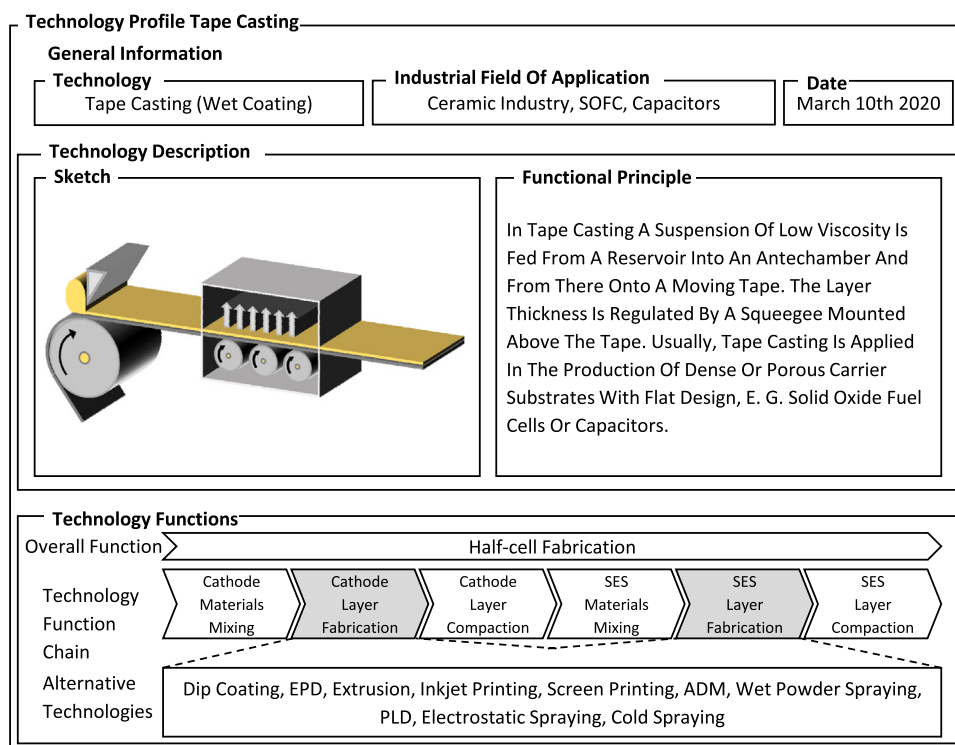 Technology Profile Tape Casting
General Information
Technology
Tape Casting (Wet Coating)
Industrial Field Of Application
Ceramic Industry, SOFC, Capacitors
Date
March 10th 2020
Technology Description
Sketch
Functional Principle
In Tape Casting A Suspension Of Low Viscosity Is
Fed From A Reservoir Into An Antechamber And
From There Onto A Moving Tape. The Layer
Thickness Is Regulated By A Squeegee Mounted
Above The Tape. Usually, Tape Casting Is Applied
In The Production Of Dense Or Porous Carrier
Substrates With Flat Design, E. G. Solid Oxide Fuel
Cells Or Capacitors.
Technology Functions
Overall Function
Half-cell Fabrication
Technology
Function
Chain
Cathode
Materials
Mixing
Cathode
Layer
Fabrication
Cathode
Layer
Compaction
SES
Materials
Mixing
SES
Layer
Fabrication
SES
Layer
Compaction
Alternative
Technologies
Dip Coating, EPD, Extrusion, Inkjet Printing, Screen Printing, ADM, Wet Powder Spraying,
PLD, Electrostatic Spraying, Cold Spraying